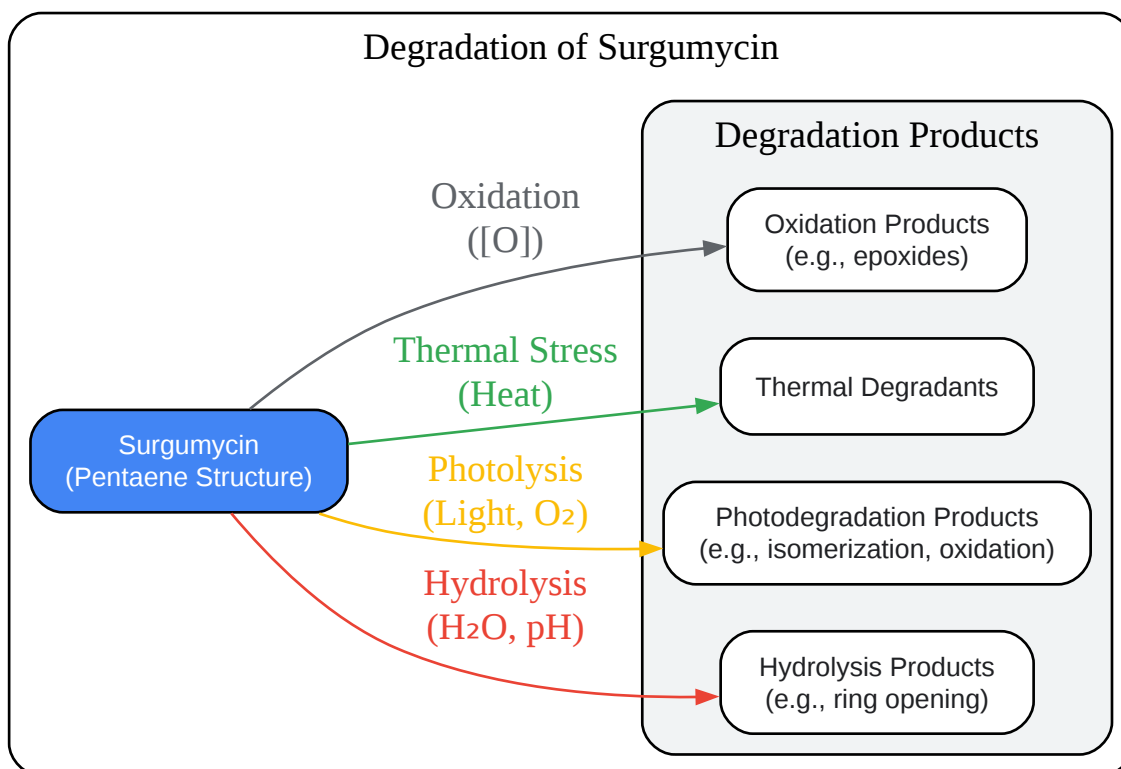 Degradation of Surgumycin
Degradation Products
Oxidation
([O])
Oxidation Products
(e.g., epoxides)
Thermal Stress
(Heat)
Thermal Degradants
Surgumycin
(Pentaene Structure)
Photolysis
(Light, O₂)
Photodegradation Products
(e.g., isomerization, oxidation)
Hydrolysis
(H₂O, pH)
Hydrolysis Products
(e.g., ring opening)